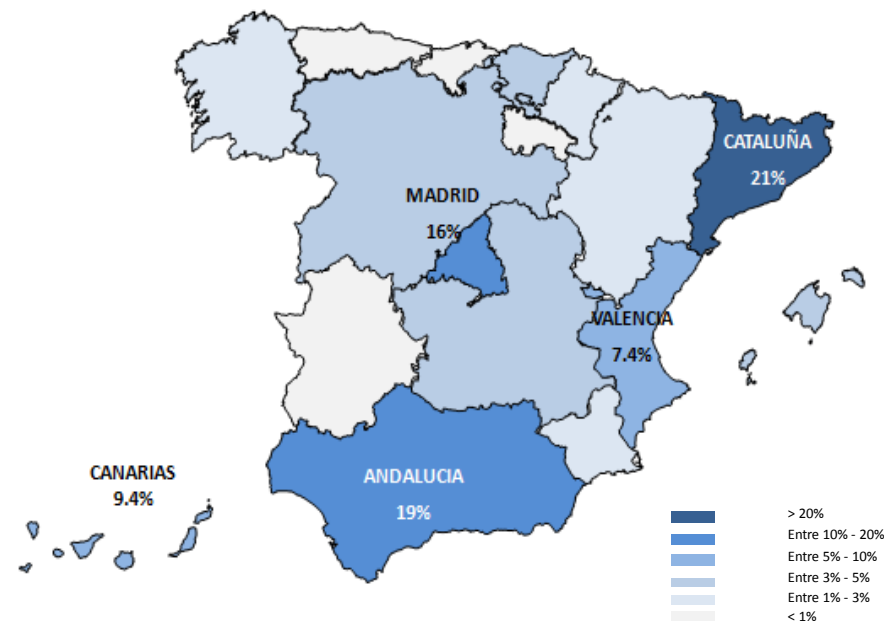 CATALUÑA
21%
MADRID
16%
VALENCIA
7.4%
CANARIAS
9.4%
ANDALUCIA
19%
> 20%
Entre 10% - 20%
Entre 5% - 10%
Entre 3% - 5%
Entre 1% - 3%
< 1%